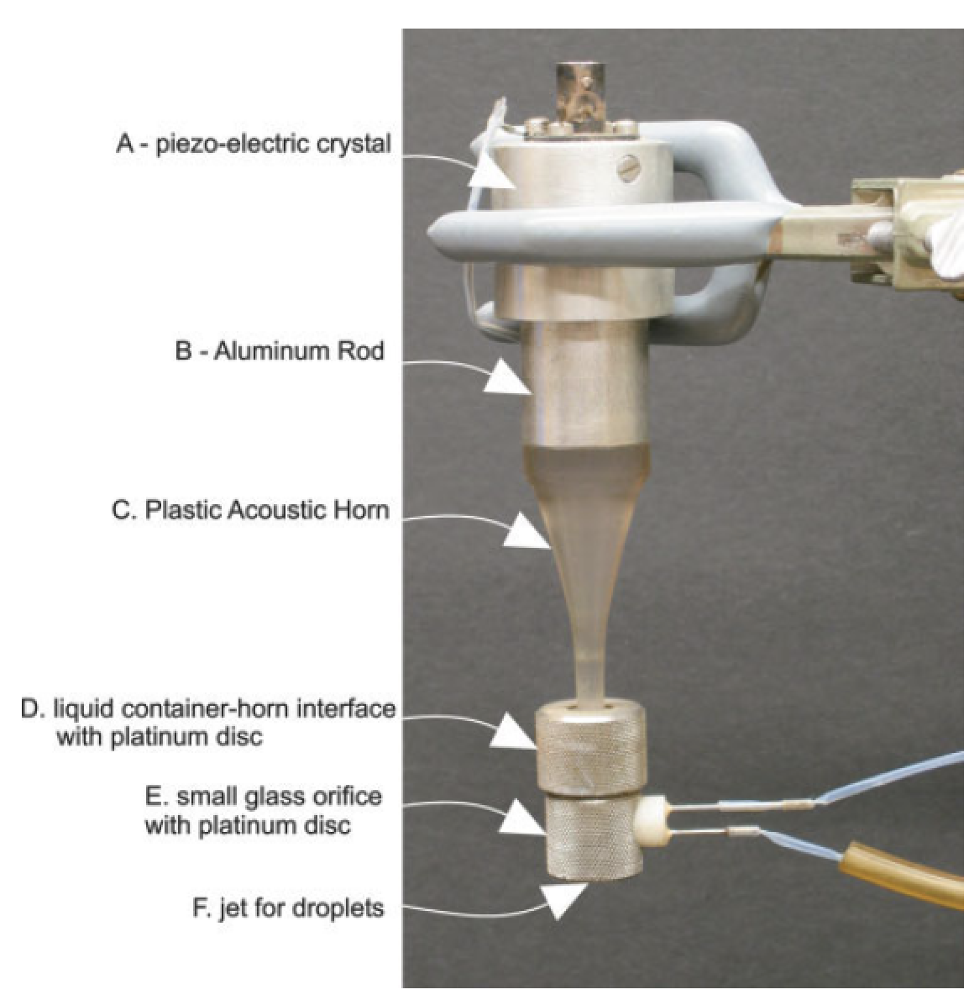 A - piezo-electric crystal
B - Aluminum Rod
C. Plastic Acoustic Horn
D. liquid container-horn interface
with platinum disc
E. small glass orifice
with platinum disc
F. jet for droplets